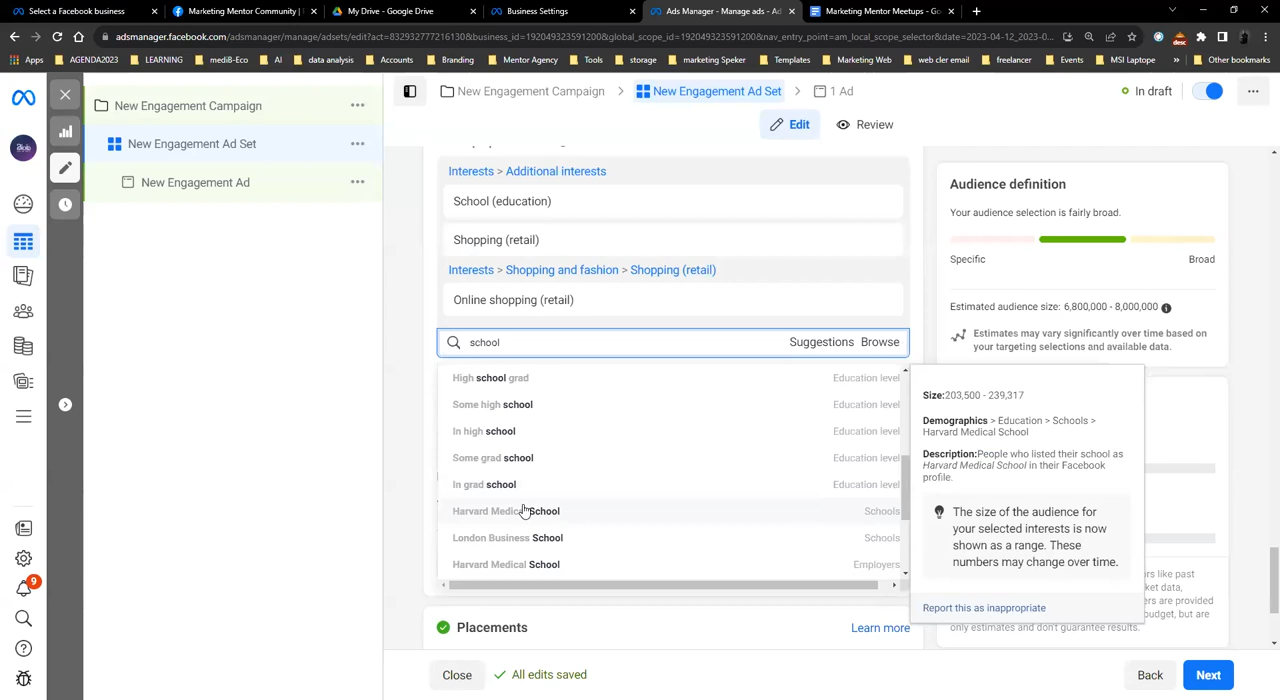 Select a Facebook business
Marketing Mentor Community |
My Drive - Google Drive
Business Settings
Ads Manager - Manage ads - Ad
Marketing Mentor Meetups - Go
adsmanager.facebook.com/adsmanager/manage/adsets/edit?act=832932777216130&business_id=192049323591200&global_scope_id=192049323591200&nav_entry_point=am_local_scope_selector&date=2023-04-12_2023-0...
Apps
AGENDA2023
LEARNING
medi8-Eco
AI
data analysis
Accounts
Branding
Mentor Agency
Tools
storage
marketing Speker
Templates
Marketing Web
web cler email
freelancer
Events
MSI Laptope
»
Other bookmarks
New Engagement Campaign
New Engagement Ad Set
New Engagement Ad
9
New Engagement Campaign
New Engagement Ad Set
1 Ad
In draft
Edit
Review
Interests > Additional interests
School (education)
Shopping (retail)
Interests > Shopping and fashion > Shopping (retail)
Online shopping (retail)
school
Suggestions
Browse
High school grad Education level
Some high school Education level
In high school Education level
Some grad school Education level
In grad school Education level
Harvard Medical School Schools
London Business School Schools
Harvard Medical School Employers
Placements
Learn more
Close
All edits saved
Back
Next
Audience definition
Your audience selection is fairly broad.
Specific
Broad
Estimated audience size: 6,800,000 - 8,000,000
Estimates may vary significantly over time based on
your targeting selections and available data.
Size:203,500 - 239,317
Demographics > Education > Schools >
Harvard Medical School
Description:People who listed their school as
Harvard Medical School in their Facebook
profile.
The size of the audience for
your selected interests is now
shown as a range. These
numbers may change over time.
Report this as inappropriate
ors like past
ket data,
ers are provided
budget, but are
only estimates and don't guarantee results.